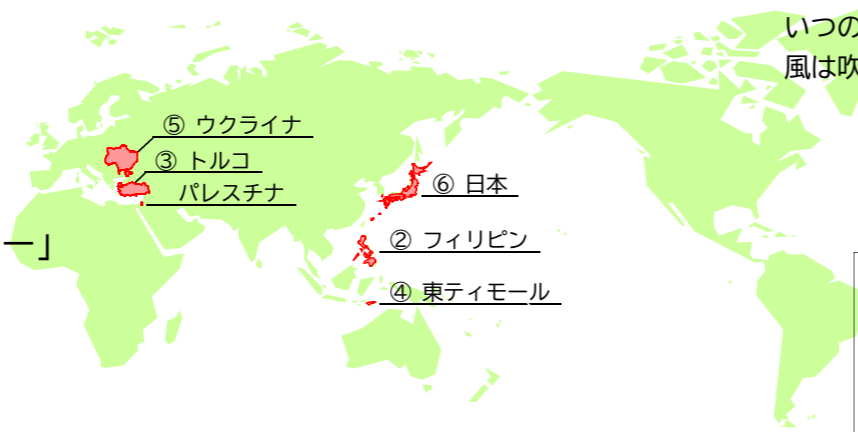 いつの
風は吹
⑤ ウクライナ
③ トルコ
パレスチナ
⑥ 日本
② フィリピン
ー」
④ 東ティモール